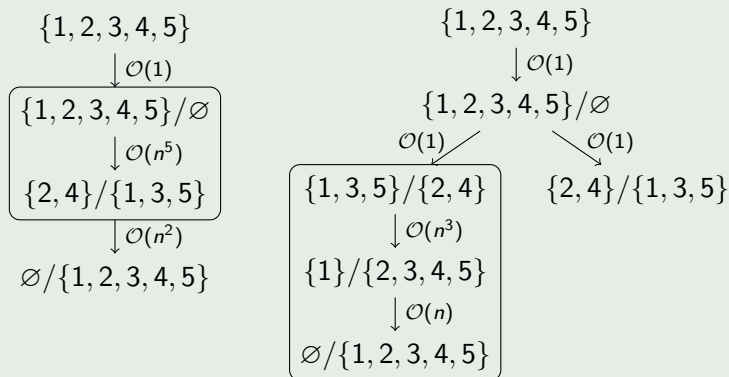 {1, 2, 3, 4, 5}
O(1)
{1, 2, 3, 4, 5}/∅
O(n⁵)
{2, 4}/{1, 3, 5}
O(n²)
∅/{1, 2, 3, 4, 5}
{1, 2, 3, 4, 5}
O(1)
{1, 2, 3, 4, 5}/∅
O(1) O(1)
{1, 3, 5}/{2, 4} {2, 4}/{1, 3, 5}
O(n³)
{1}/{2, 3, 4, 5}
O(n)
∅/{1, 2, 3, 4, 5}